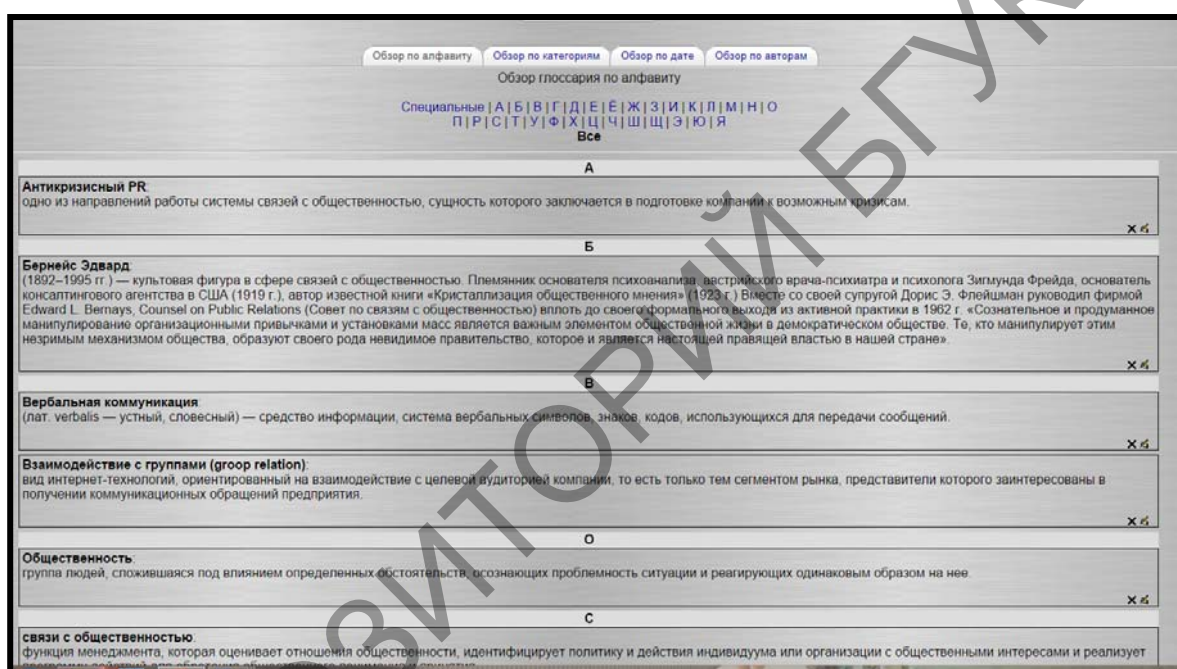 Обзор по алфавиту Обзор по категориям Обзор по дате Обзор по авторам
Обзор глоссария по алфавиту
Специальные | А | Б | В | Г | Д | Е | Ё | Ж | З | И | К | Л | М | Н | О
П | Р | С | Т | У | Ф | Х | Ц | Ч | Ш | Щ | Э | Ю | Я
Все
А
Антикризисный PR:
одно из направлений работы системы связей с общественностью, сущность которого заключается в подготовке компании к возможным кризисам.
Б
Бернейс Эдвард:
(1892–1995 гг.) — культовая фигура в сфере связей с общественностью. Племянник основателя психоанализа, австрийского врача-психиатра и психолога Зигмунда Фрейда, основатель
консалтингового агентства в США (1919 г.), автор известной книги «Кристаллизация общественного мнения» (1923 г.) Вместе со своей супругой Дорис Э. Флейшман руководил фирмой
Edward L. Bernays, Counsel on Public Relations (Совет по связям с общественностью) вплоть до своего формального выхода из активной практики в 1962 г. «Сознательное и продуманное
манипулирование организационными привычками и установками масс является важным элементом общественной жизни в демократическом обществе. Те, кто манипулирует этим
незримым механизмом общества, образуют своего рода невидимое правительство, которое и является настоящей правящей властью в нашей стране».
В
Вербальная коммуникация:
(лат. verbalis — устный, словесный) — средство информации, система вербальных символов, знаков, кодов, использующихся для передачи сообщений.
Взаимодействие с группами (groop relation):
вид интернет-технологий, ориентированный на взаимодействие с целевой аудиторией компании, то есть только тем сегментом рынка, представители которого заинтересованы в
получении коммуникационных обращений предприятия.
О
Общественность:
группа людей, сложившаяся под влиянием определенных обстоятельств, осознающих проблемность ситуации и реагирующих одинаковым образом на нее.
С
связи с общественностью:
функция менеджмента, которая оценивает отношения общественности, идентифицирует политику и действия индивидуума или организации с общественными интересами и реализует
ЗИТОРИЙ БГУК